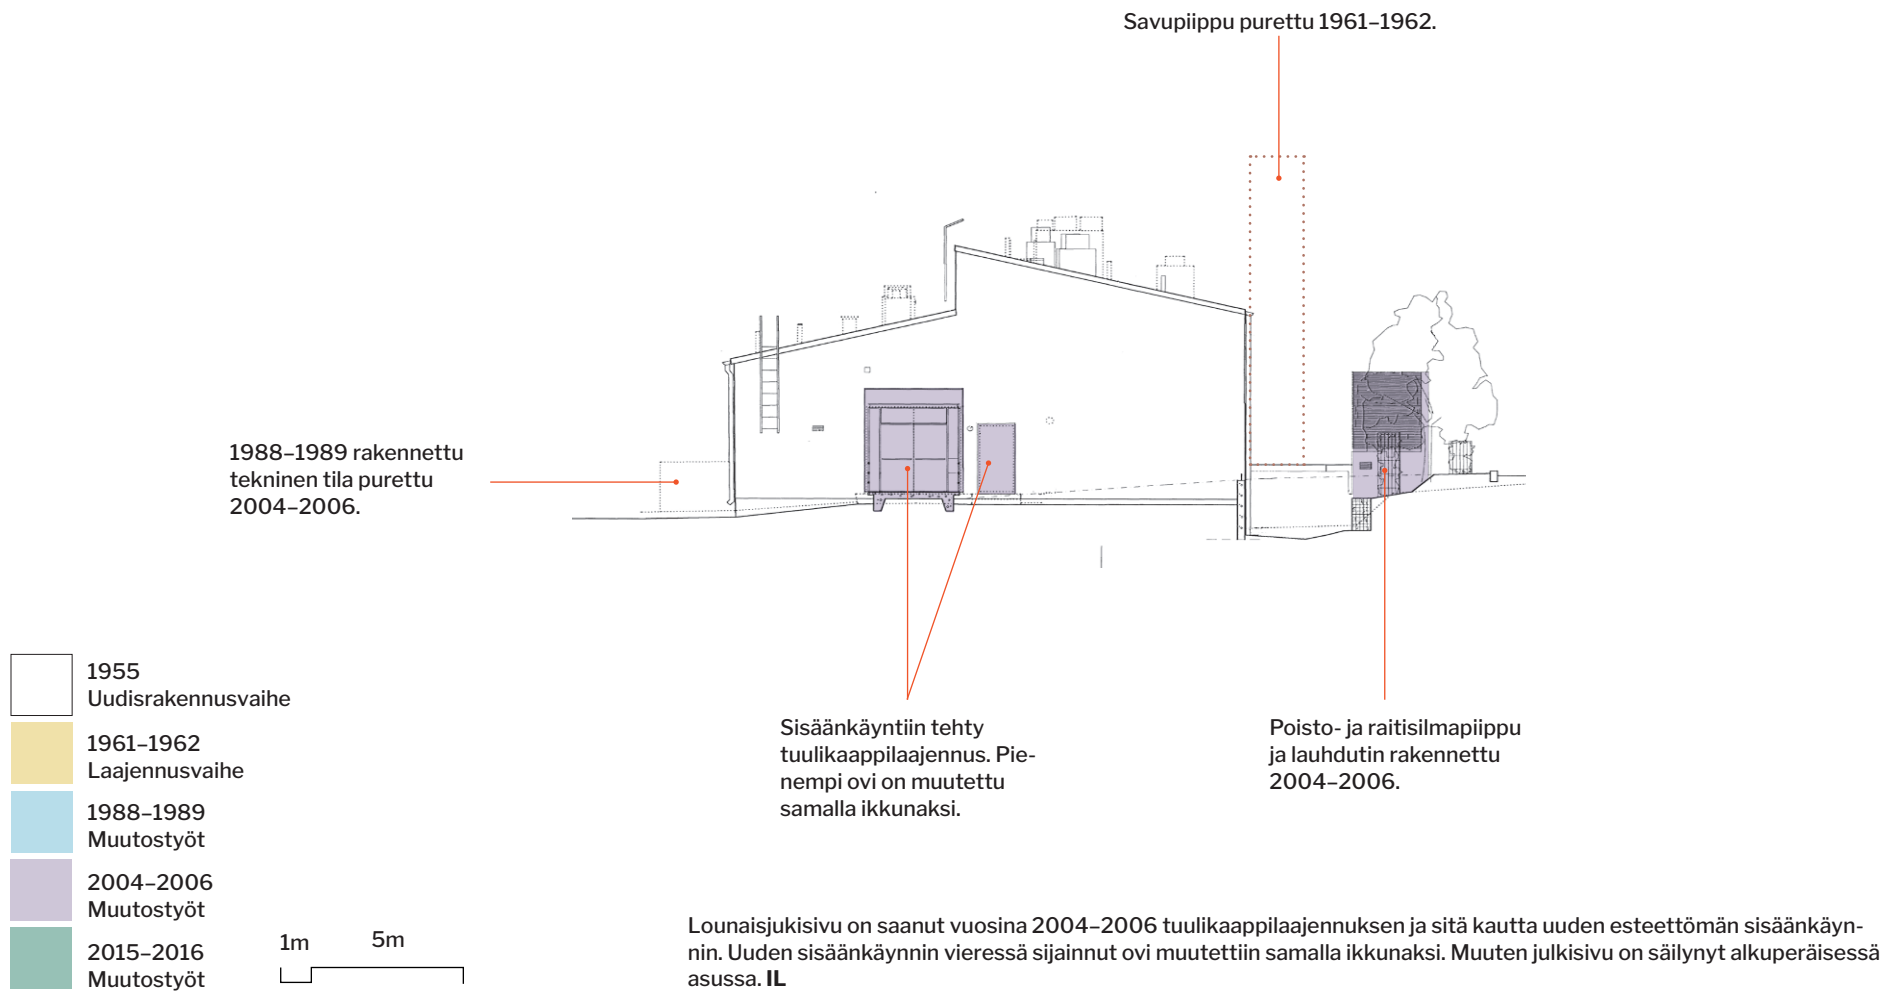 Savupiippu purettu 1961–1962.
1988–1989 rakennettu
tekninen tila purettu
2004–2006.
Sisäänkäyntiin tehty
tuulikaappilaajennus. Pie-
nempi ovi on muutettu
samalla ikkunaksi.
Poisto- ja raitisilmapiippu
ja lauhdutin rakennettu
2004–2006.
1955
Uudisrakennusvaihe
1961–1962
Laajennusvaihe
1988–1989
Muutostyöt
2004–2006
Muutostyöt
2015–2016
Muutostyöt
1m 5m
Lounaisjukisivu on saanut vuosina 2004–2006 tuulikaappilaajennuksen ja sitä kautta uuden esteettömän sisäänkäyn-
nin. Uuden sisäänkäynnin vieressä sijainnut ovi muutettiin samalla ikkunaksi. Muuten julkisivu on säilynyt alkuperäisessä
asussa. IL